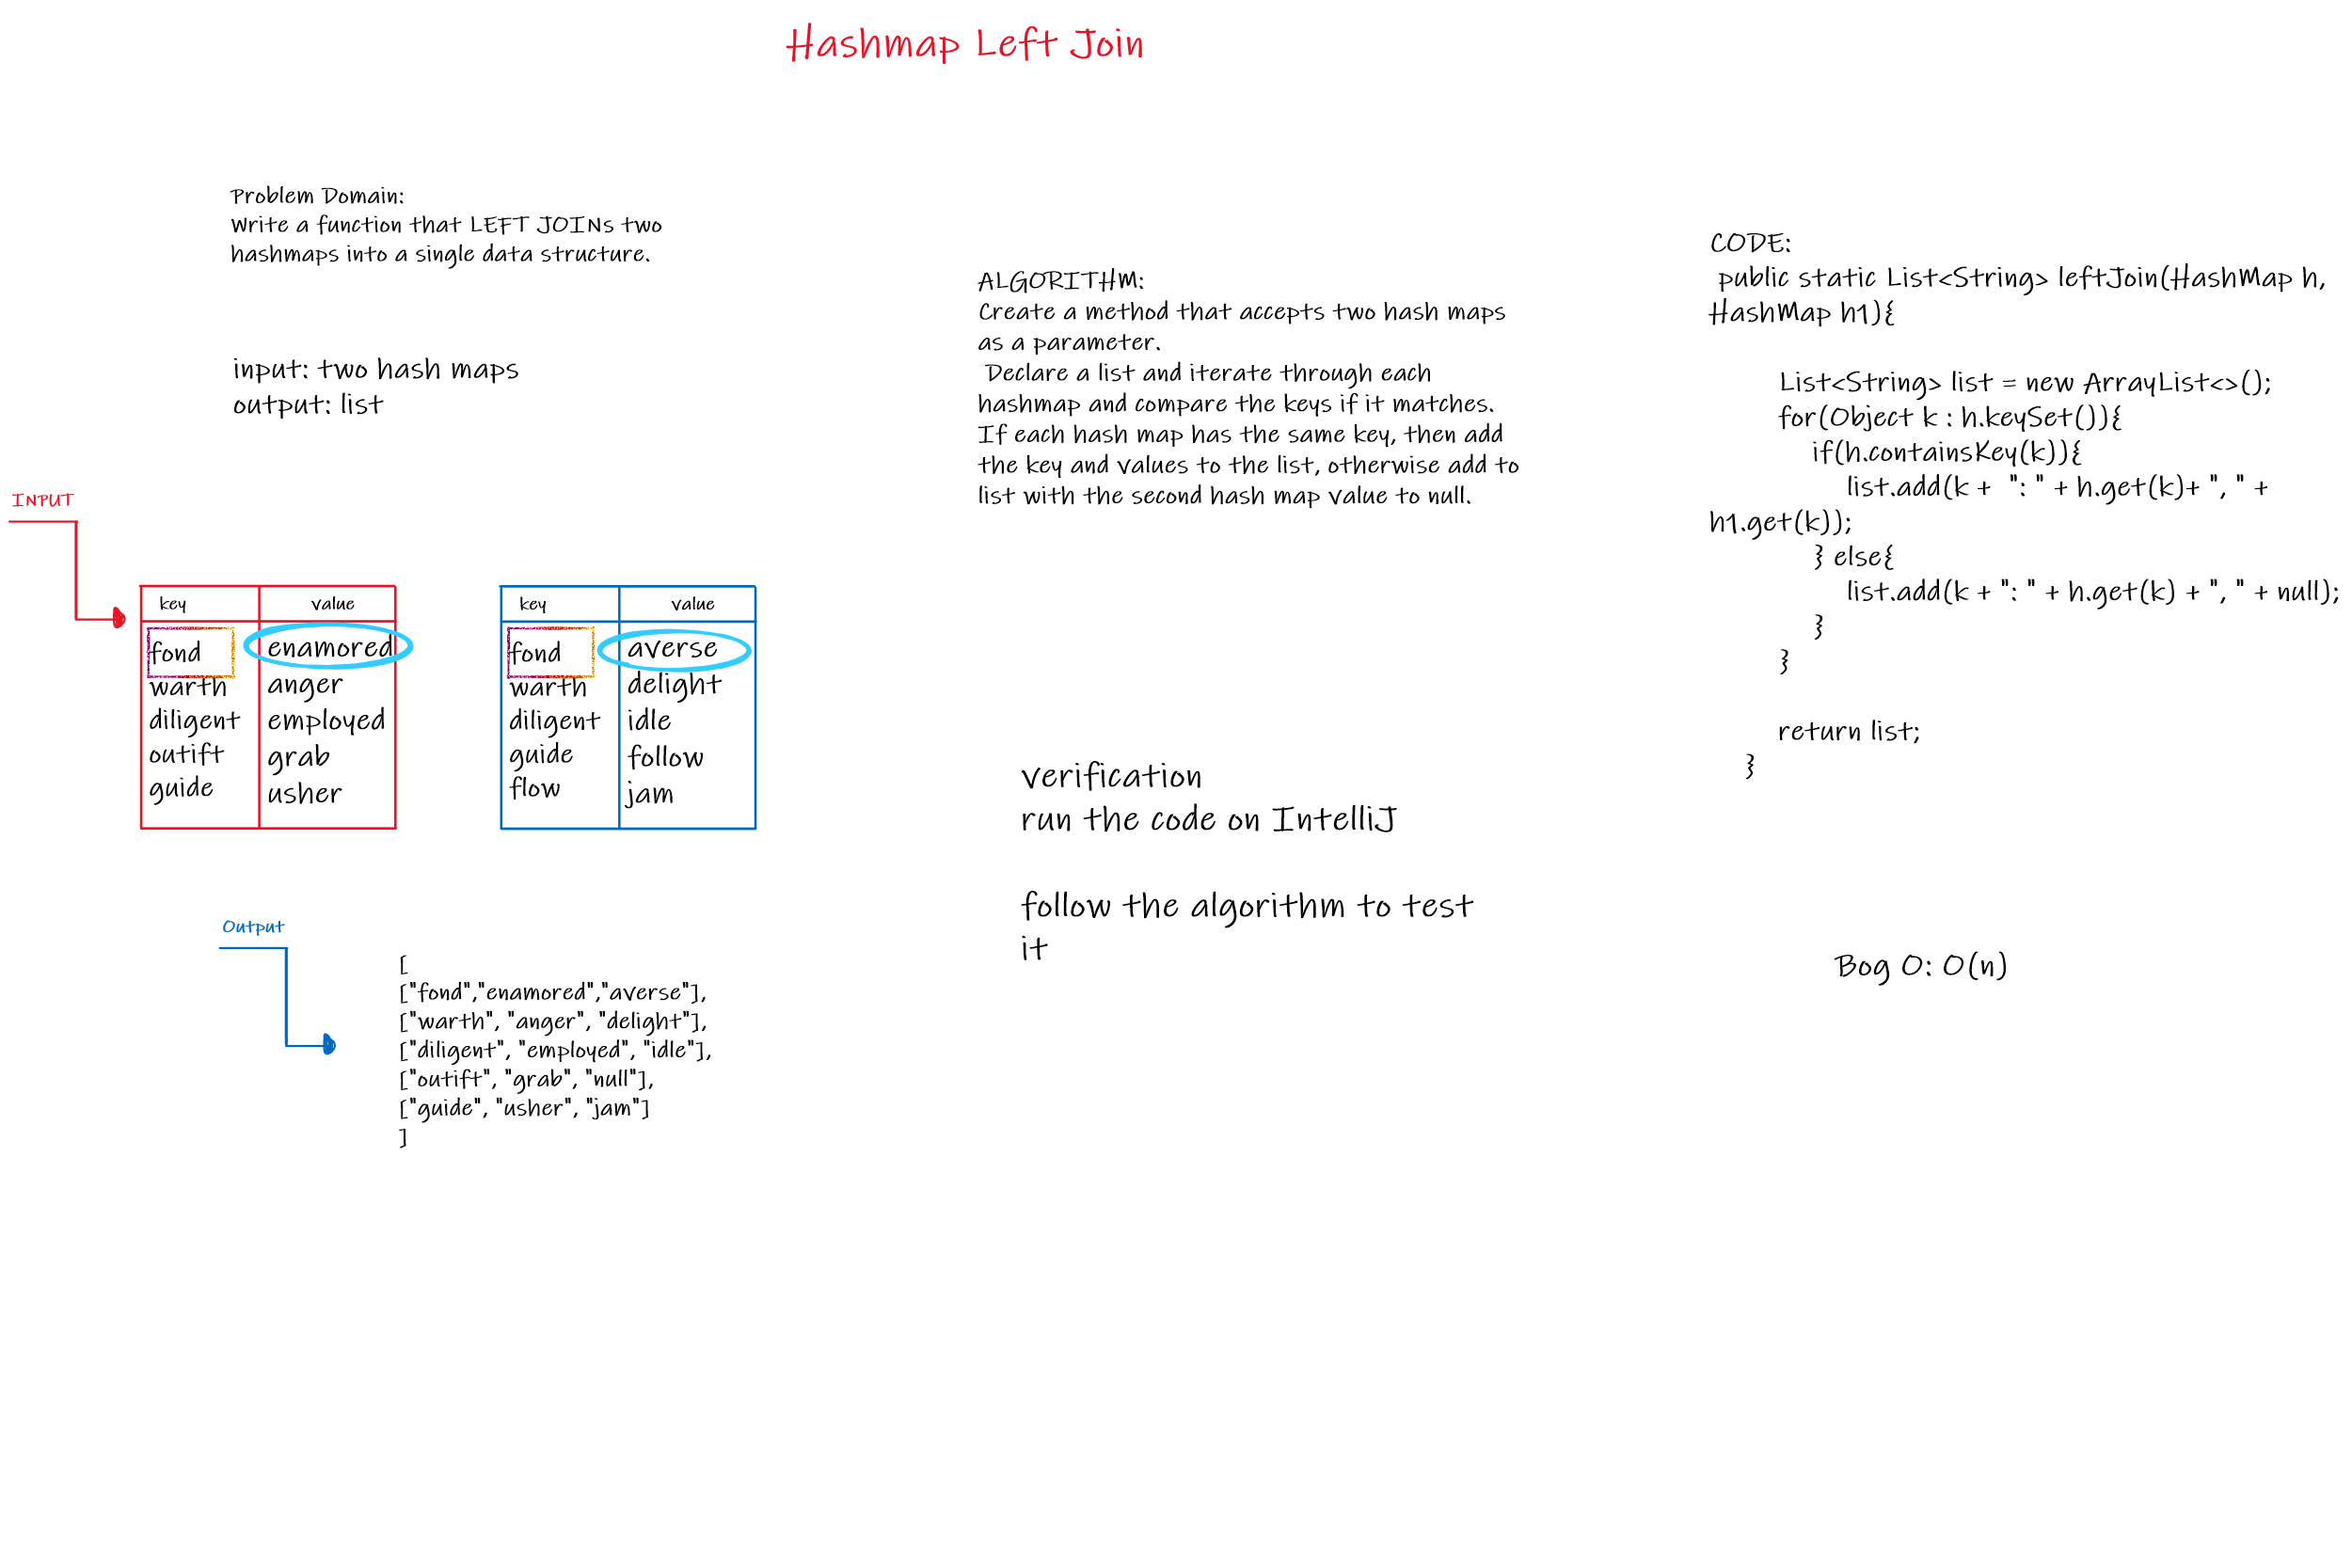 Hashmap Left Join
Problem Domain:
Write a function that LEFT JOINs two
hashmaps into a single data structure.
input: two hash maps
output: list
INPUT
key value
fond enamored
warth anger
diligent employed
outift grab
guide usher
key value
fond averse
warth delight
diligent idle
guide follow
flow jam
Output
[
["fond","enamored","averse"],
["warth", "anger", "delight"],
["diligent", "employed", "idle"],
["outift", "grab", "null"],
["guide", "usher", "jam"]
]
ALGORITHM:
Create a method that accepts two hash maps
as a parameter.
Declare a list and iterate through each
hashmap and compare the keys if it matches.
If each hash map has the same key, then add
the key and values to the list, otherwise add to
list with the second hash map value to null.
verification
run the code on IntelliJ
follow the algorithm to test
it
CODE:
public static List<String> leftJoin(HashMap h,
HashMap h1){
List<String> list = new ArrayList<>();
for(Object k : h.keySet()){
if(h.containsKey(k)){
list.add(k + ": " + h.get(k)+ ", " +
h1.get(k));
} else{
list.add(k + ": " + h.get(k) + ", " + null);
}
}
return list;
}
Bog O: O(n)